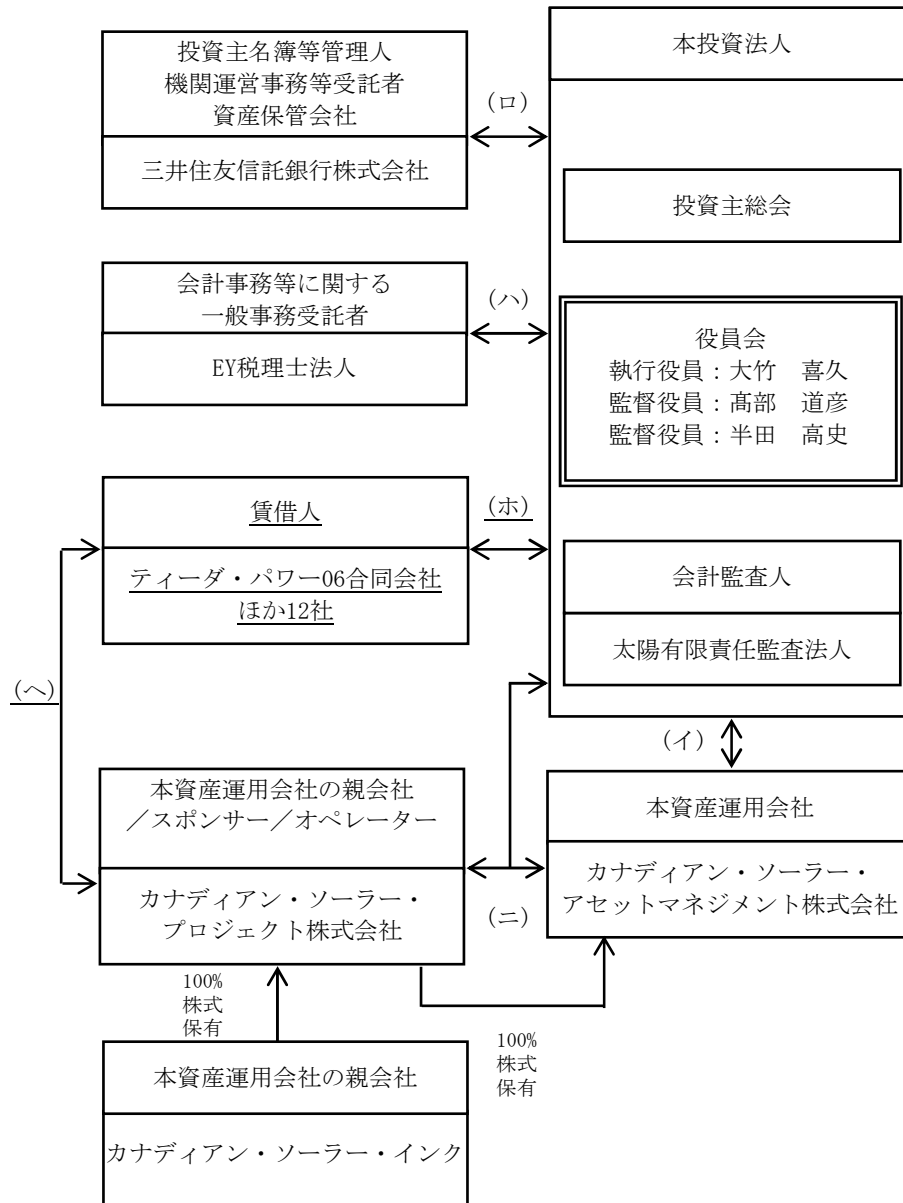 投資主名簿等管理人
機関運営事務等受託者
資産保管会社
三井住友信託銀行株式会社
(ロ)
本投資法人
投資主総会
会計事務等に関する
一般事務受託者
EY税理士法人
(ハ)
役員会
執行役員：大竹　喜久
監督役員：髙部　道彦
監督役員：半田　高史
賃借人
ティーダ・パワー06合同会社
ほか12社
(ホ)
会計監査人
太陽有限責任監査法人
(ヘ)
(イ)
本資産運用会社の親会社
／スポンサー／オペレーター
カナディアン・ソーラー・
プロジェクト株式会社
(ニ)
本資産運用会社
カナディアン・ソーラー・
アセットマネジメント株式会社
100%
株式
保有
100%
株式
保有
本資産運用会社の親会社
カナディアン・ソーラー・インク